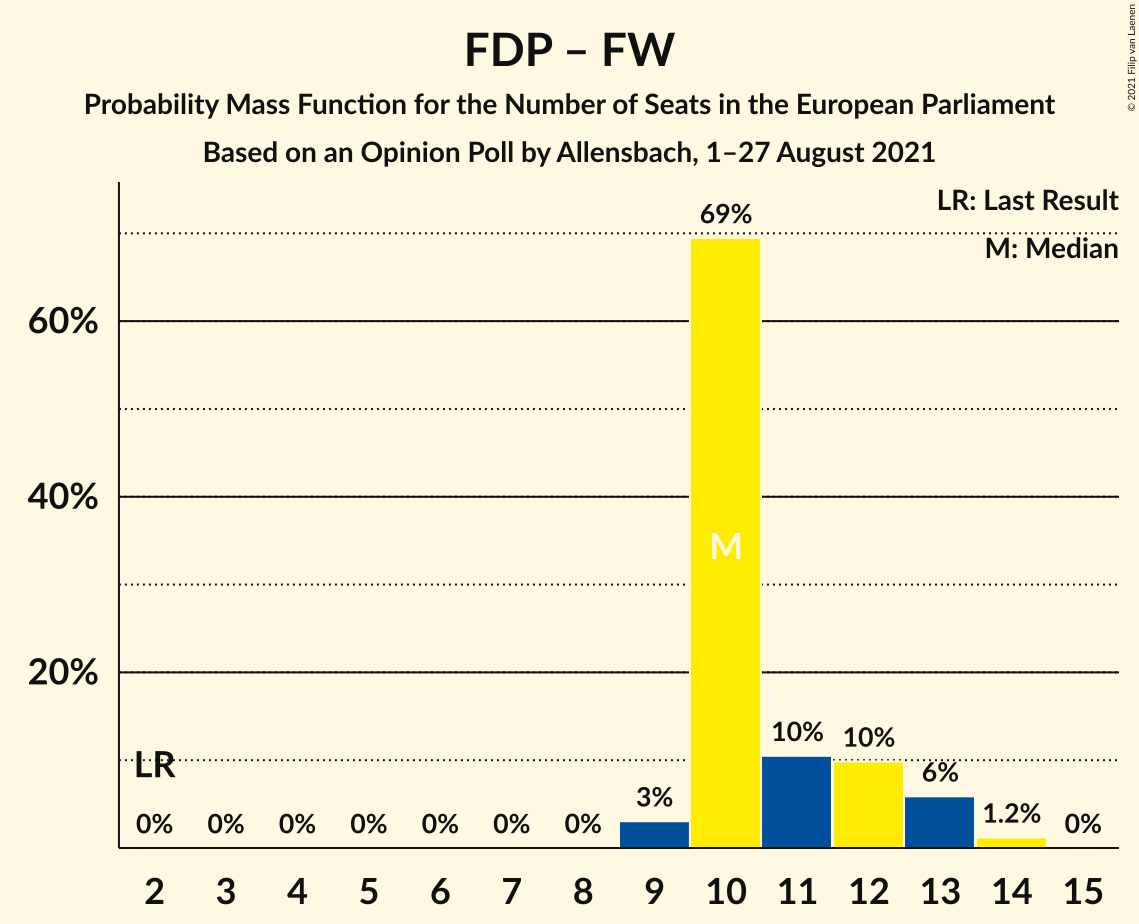 FDP – FW
Probability Mass Function for the Number of Seats in the European Parliament
Based on an Opinion Poll by Allensbach, 1–27 August 2021
© 2021 Filip van Laenen
LR: Last Result
M: Median
60%
40%
20%
LR
M
0%
0%
0%
0%
0%
0%
0%
3%
69%
10%
10%
6%
1.2%
0%
2 3 4 5 6 7 8 9 10 11 12 13 14 15